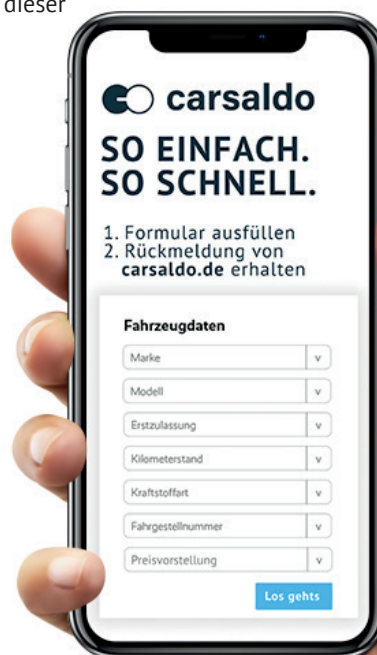 dieser
carsaldo
SO EINFACH.
SO SCHNELL.
1. Formular ausfüllen
2. Rückmeldung von
carsaldo.de erhalten
Fahrzeugdaten
Marke v
Modell v
Erstzulassung v
Kilometerstand v
Kraftstoffart v
Fahrgestellnummer v
Preisvorstellung v
Los gehts